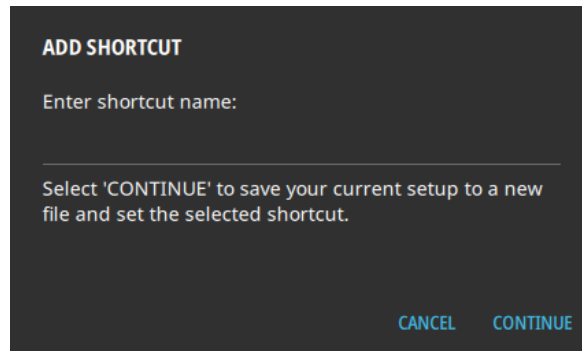 ADD SHORTCUT
Enter shortcut name:
Select 'CONTINUE' to save your current setup to a new
file and set the selected shortcut.
CANCEL CONTINUE